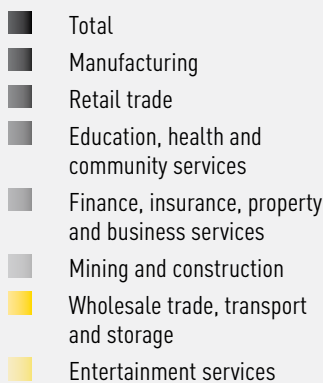 Total
Manufacturing
Retail trade
Education, health and
community services
Finance, insurance, property
and business services
Mining and construction
Wholesale trade, transport
and storage
Entertainment services